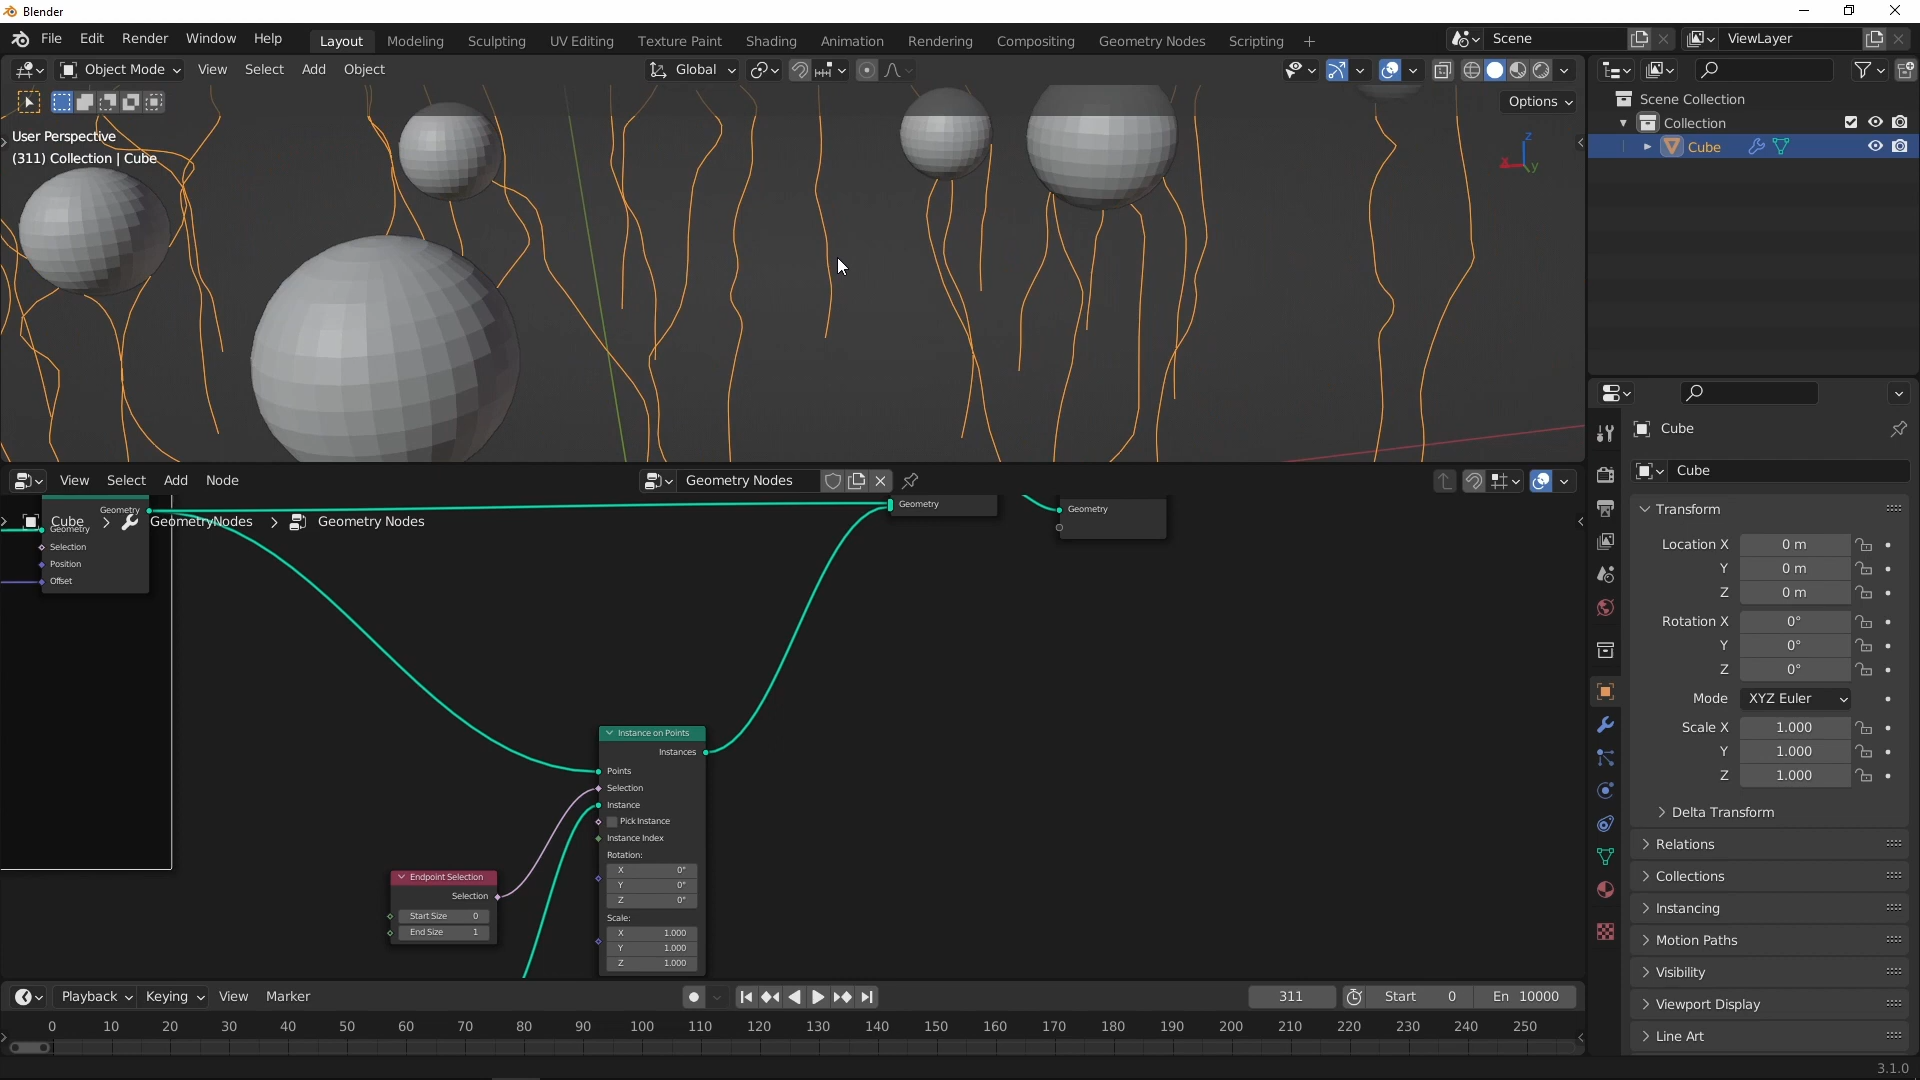 Blender
File Edit Render Window Help Layout Modeling Sculpting UV Editing Texture Paint Shading Animation Rendering Compositing Geometry Nodes Scripting + Scene ViewLayer
Object Mode View Select Add Object Global
Options
User Perspective
(311) Collection | Cube
Z
X
Y
Scene Collection
Collection
Cube
Cube
Cube
Transform
Location X 0 m
Y 0 m
Z 0 m
Rotation X 0°
Y 0°
Z 0°
Mode XYZ Euler
Scale X 1.000
Y 1.000
Z 1.000
Delta Transform
Relations
Collections
Instancing
Motion Paths
Visibility
Viewport Display
Line Art
View Select Add Node Geometry Nodes
Cube > GeometryNodes > Geometry Nodes
Geometry
Geometry
Selection
Position
Offset
Geometry
Geometry
Instance on Points
Instances
Points
Selection
Instance
Pick Instance
Instance Index
Rotation:
X 0°
Y 0°
Z 0°
Scale:
X 1.000
Y 1.000
Z 1.000
Endpoint Selection
Selection
Start Size 0
End Size 1
Playback Keying View Marker 311 Start 0 En 10000
0 10 20 30 40 50 60 70 80 90 100 110 120 130 140 150 160 170 180 190 200 210 220 230 240 250
3.1.0